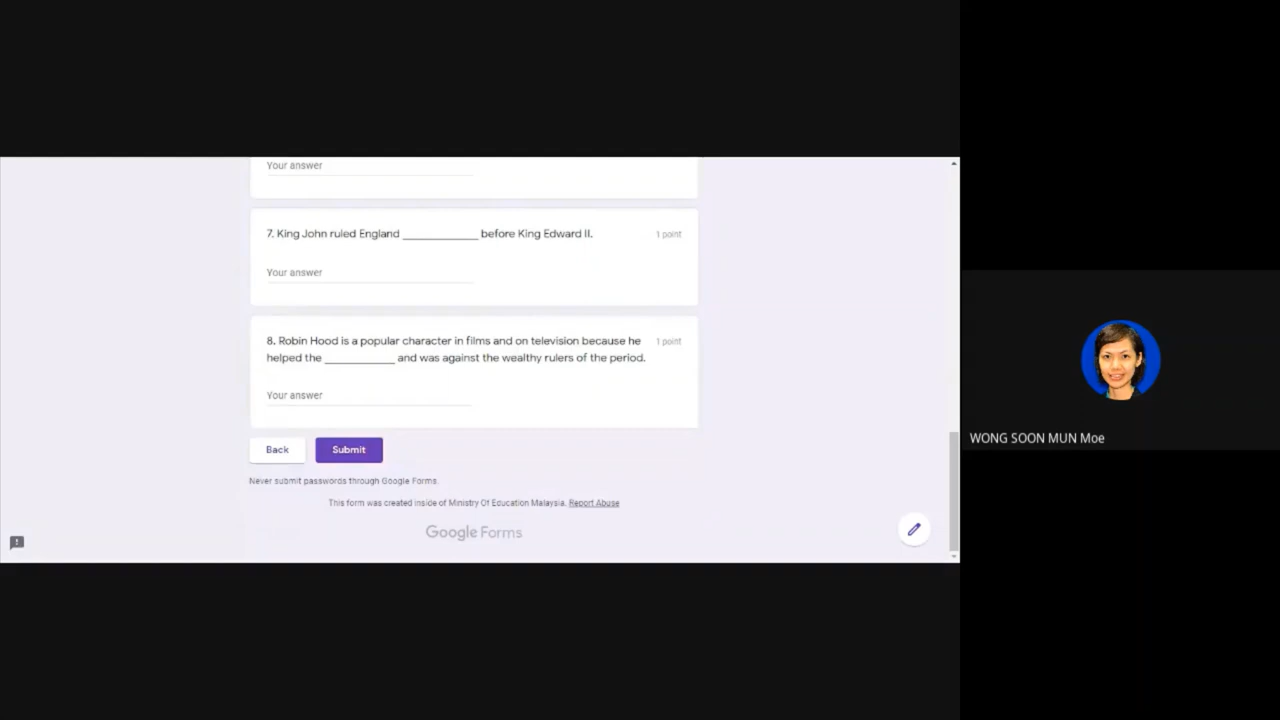 Your answer
7. King John ruled England _____________ before King Edward II.
1 point
Your answer
8. Robin Hood is a popular character in films and on television because he
1 point
helped the ____________ and was against the wealthy rulers of the period.
Your answer
Back
Submit
Never submit passwords through Google Forms.
This form was created inside of Ministry Of Education Malaysia. Report Abuse
Google Forms
WONG SOON MUN Moe